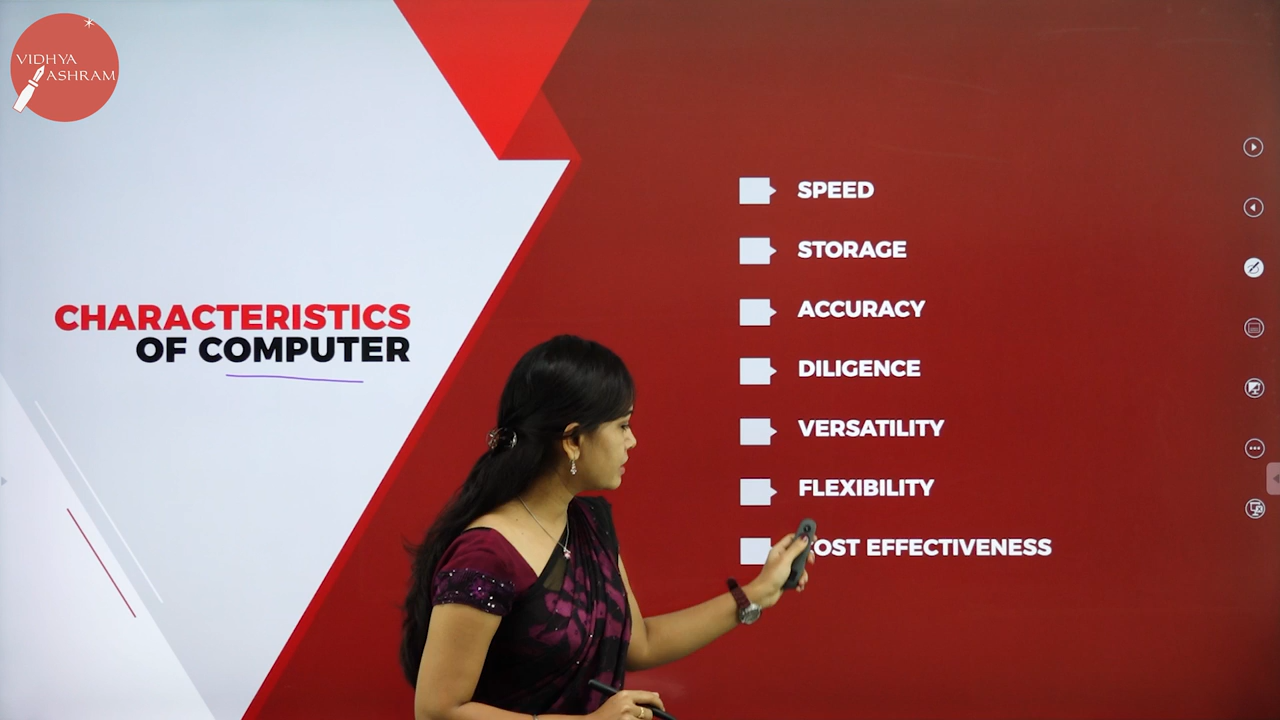 VIDHYA
ASHRAM
CHARACTERISTICS
OF COMPUTER
SPEED
STORAGE
ACCURACY
DILIGENCE
VERSATILITY
FLEXIBILITY
EFFECTIVENESS